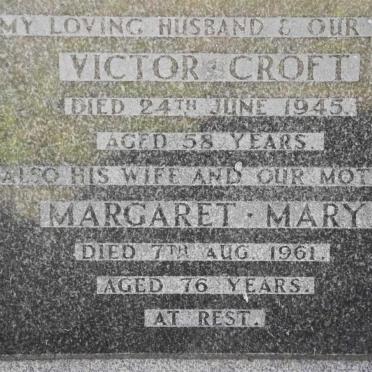 MY LOVING HUSBAND & OUR
VICTOR CROFT
DIED 24TH JUNE 1945.
AGED 58 YEARS.
ALSO HIS WIFE AND OUR MOT
MARGARET · MARY
DIED 7TH AUG. 1961.
AGED 76 YEARS.
AT REST.